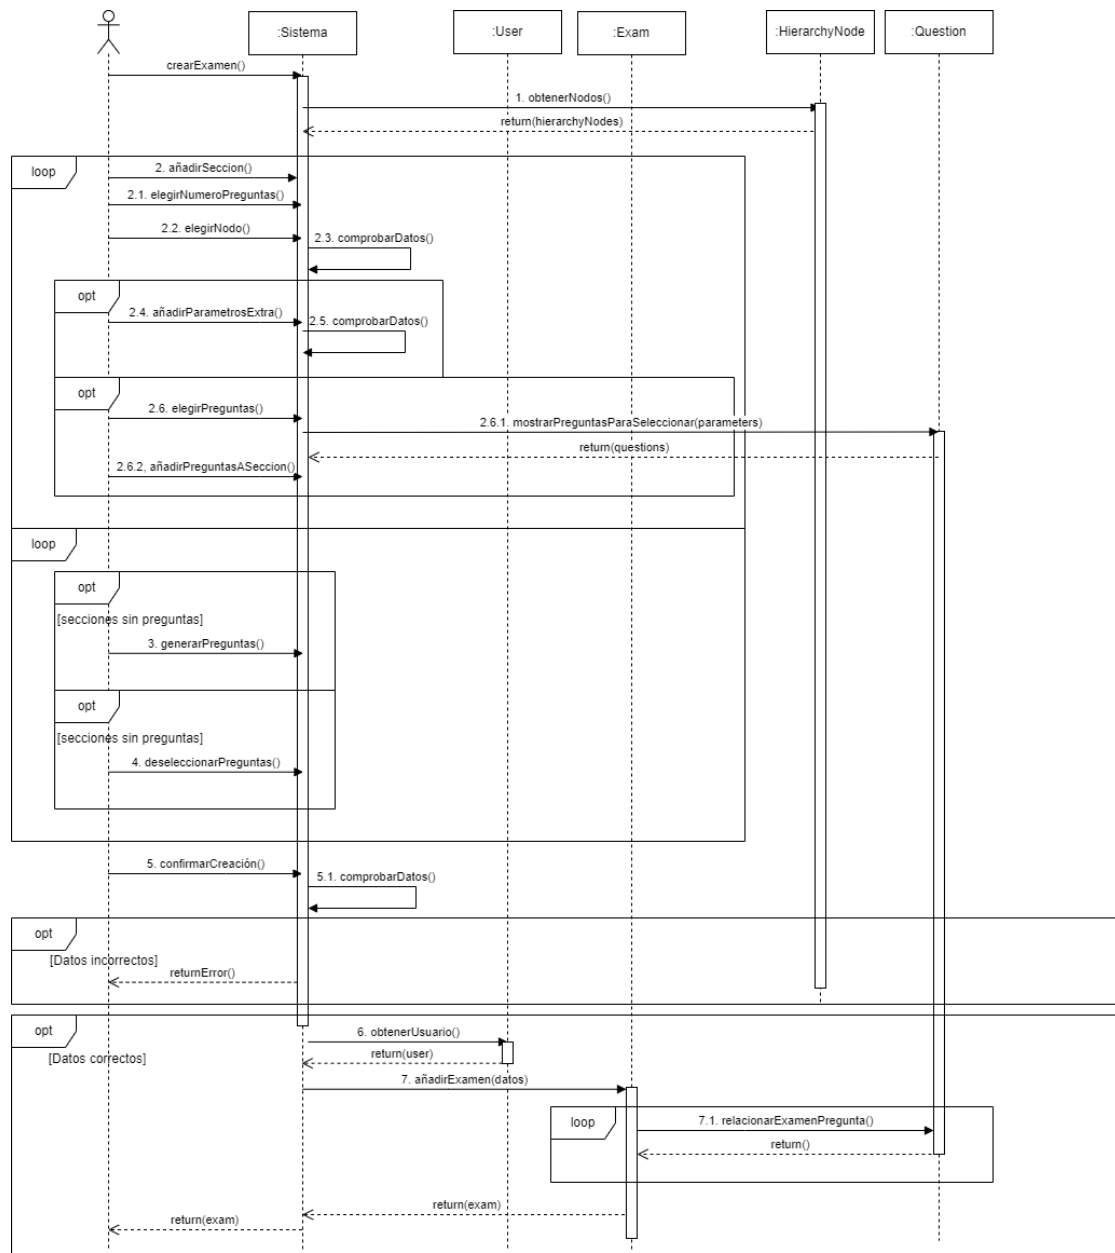 :Sistema
:User
:Exam
:HierarchyNode
:Question
crearExamen()
1. obtenerNodos()
return(hierarchyNodes)
loop
2. añadirSeccion()
2.1. elegirNumeroPreguntas()
2.2. elegirNodo()
2.3. comprobarDatos()
opt
2.4. añadirParametrosExtra()
2.5. comprobarDatos()
opt
2.6. elegirPreguntas()
2.6.1. mostrarPreguntasParaSeleccionar(parameters)
return(questions)
2.6.2, añadirPreguntasASeccion()
loop
opt
[secciones sin preguntas]
3. generarPreguntas()
opt
[secciones sin preguntas]
4. deseleccionarPreguntas()
5. confirmarCreación()
5.1. comprobarDatos()
opt
[Datos incorrectos]
returnError()
opt
6. obtenerUsuario()
[Datos correctos]
return(user)
7. añadirExamen(datos)
loop
7.1. relacionarExamenPregunta()
return()
return(exam)
return(exam)